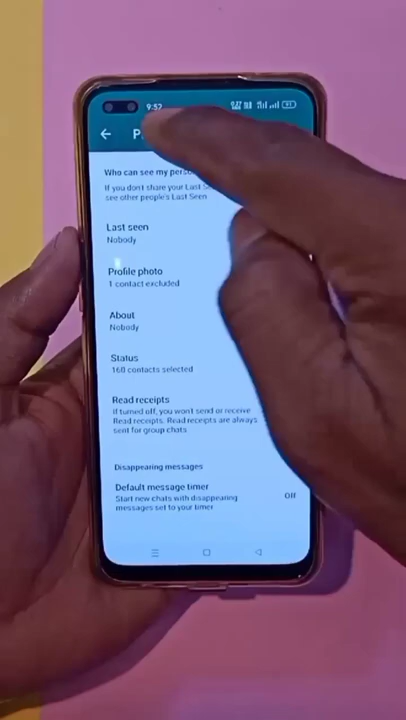 9:52
91
Who can see my
If you don't share your Last
see other people's Last Seen
Last seen
Nobody
Profile photo
1 contact excluded
About
Nobody
Status
160 contacts selected
Read receipts
If turned off, you won't send or receive
Read receipts. Read receipts are always
sent for group chats
Disappearing messages
Default message timer
Start new chats with disappearing
messages set to your timer
Off